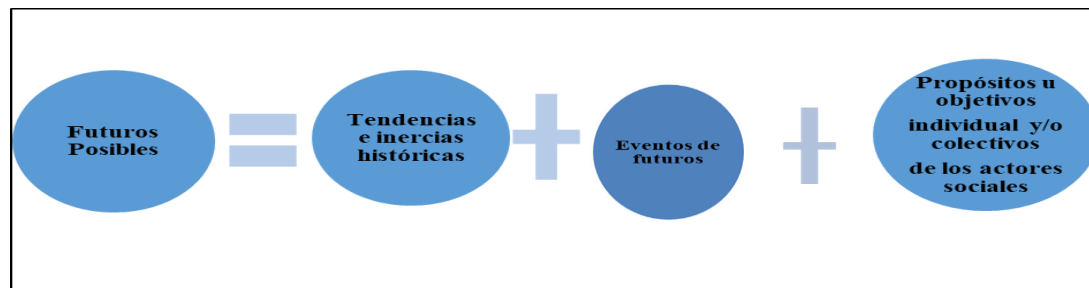 Futuros
Posibles
=
Tendencias
e inercias
históricas
+
Eventos de
futuros
+
Propósitos u
objetivos
individual y/o
colectivos
de los actores
sociales